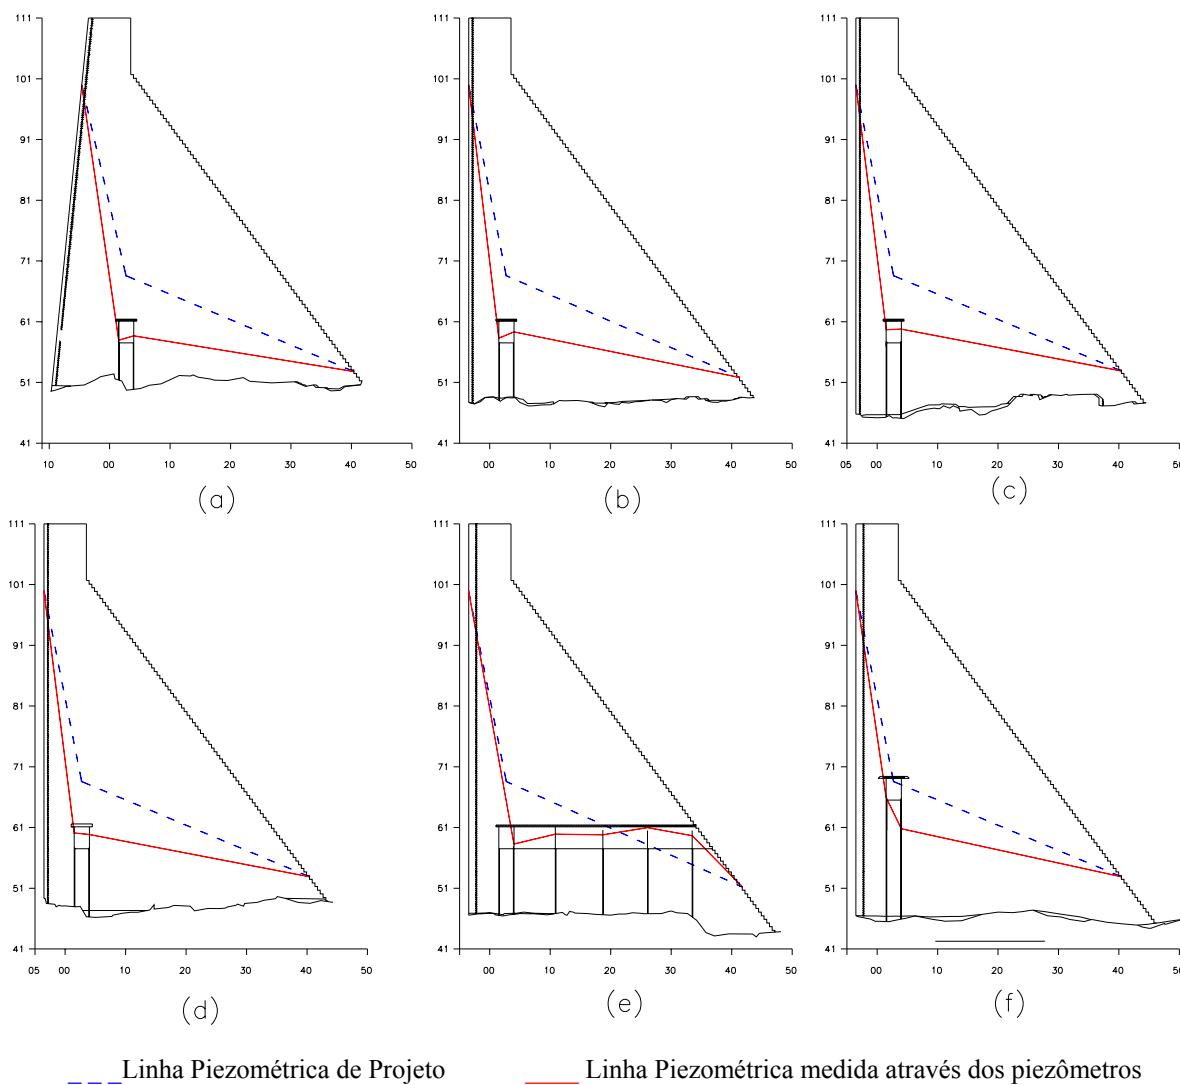 111 111 111
101 101 101
91 91 91
81 81 81
71 71 71
61 61 61
51 51 51
41 41 41
10 00 10 20 30 40 50 00 10 20 30 40 50 05 00 10 20 30 40 50
(a) (b) (c)
111 111 111
101 101 101
91 91 91
81 81 81
71 71 71
61 61 61
51 51 51
41 41 41
05 00 10 20 30 40 50 00 10 20 30 40 50 00 10 20 30 40 50
(d) (e) (f)
Linha Piezométrica de Projeto Linha Piezométrica medida através dos piezômetros